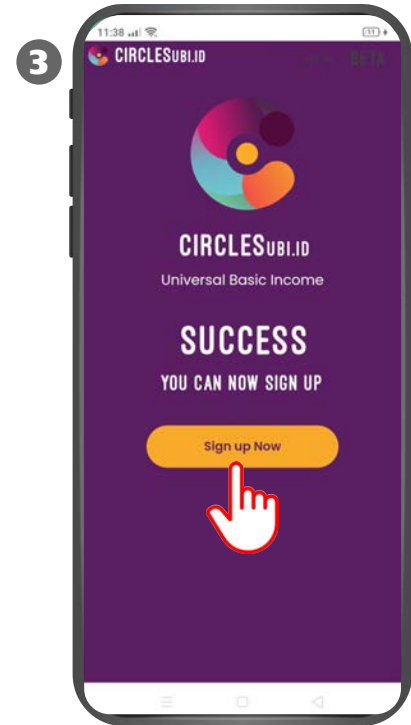 3
11:38
11
CIRCLESUBI.ID
BETA
CIRCLESUBI.ID
Universal Basic Income
SUCCESS
YOU CAN NOW SIGN UP
Sign up Now